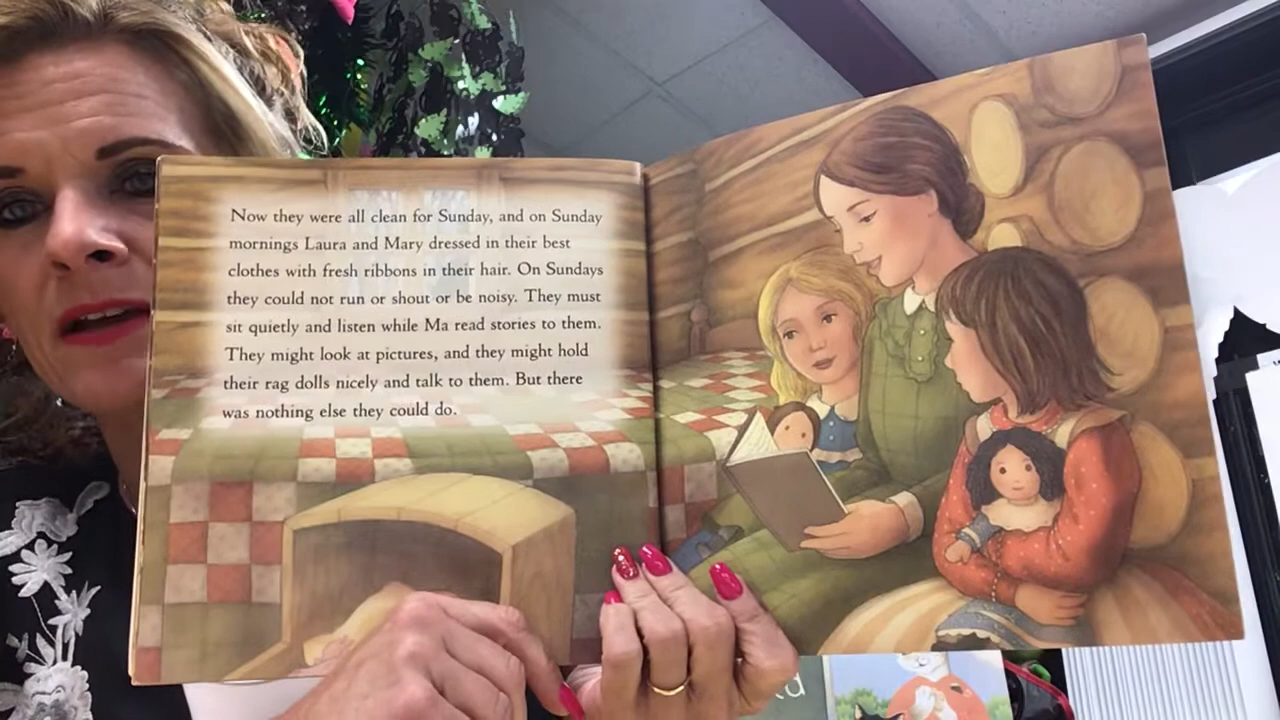 Now they were all clean for Sunday, and on Sunday
mornings Laura and Mary dressed in their best
clothes with fresh ribbons in their hair. On Sundays
they could not run or shout or be noisy. They must
sit quietly and listen while Ma read stories to them.
They might look at pictures, and they might hold
their rag dolls nicely and talk to them. But there
was nothing else they could do.